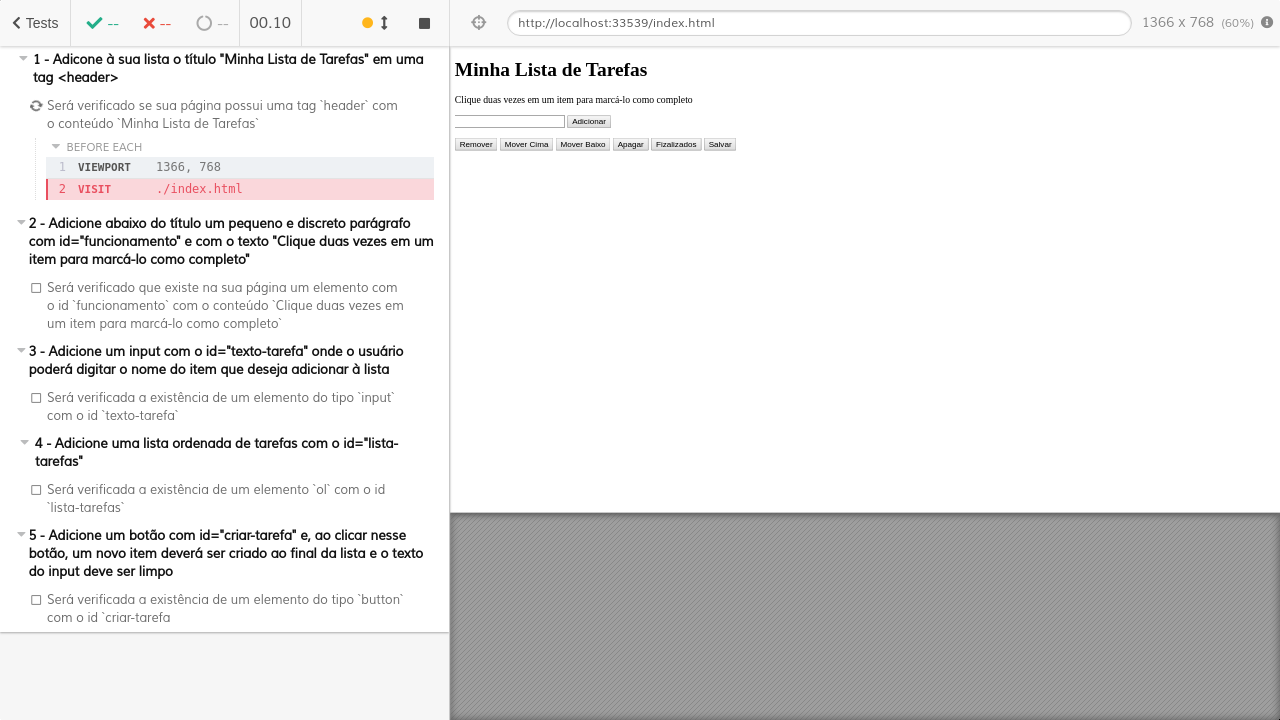 Tests
--
--
--
00.10
http://localhost:33539/index.html
1366 x 768 (60%)
1 - Adicone à sua lista o título "Minha Lista de Tarefas" em uma
tag <header>
Será verificado se sua página possui uma tag `header` com
o conteúdo `Minha Lista de Tarefas`
BEFORE EACH
1 VIEWPORT 1366, 768
2 VISIT ./index.html
2 - Adicione abaixo do título um pequeno e discreto parágrafo
com id="funcionamento" e com o texto "Clique duas vezes em um
item para marcá-lo como completo"
Será verificado que existe na sua página um elemento com
o id `funcionamento` com o conteúdo `Clique duas vezes em
um item para marcá-lo como completo`
3 - Adicione um input com o id="texto-tarefa" onde o usuário
poderá digitar o nome do item que deseja adicionar à lista
Será verificada a existência de um elemento do tipo `input`
com o id `texto-tarefa`
4 - Adicione uma lista ordenada de tarefas com o id="lista-
tarefas"
Será verificada a existência de um elemento `ol` com o id
`lista-tarefas`
5 - Adicione um botão com id="criar-tarefa" e, ao clicar nesse
botão, um novo item deverá ser criado ao final da lista e o texto
do input deve ser limpo
Será verificada a existência de um elemento do tipo `button`
com o id `criar-tarefa
Minha Lista de Tarefas
Clique duas vezes em um item para marcá-lo como completo
Adicionar
Remover Mover Cima Mover Baixo Apagar Fizalizados Salvar